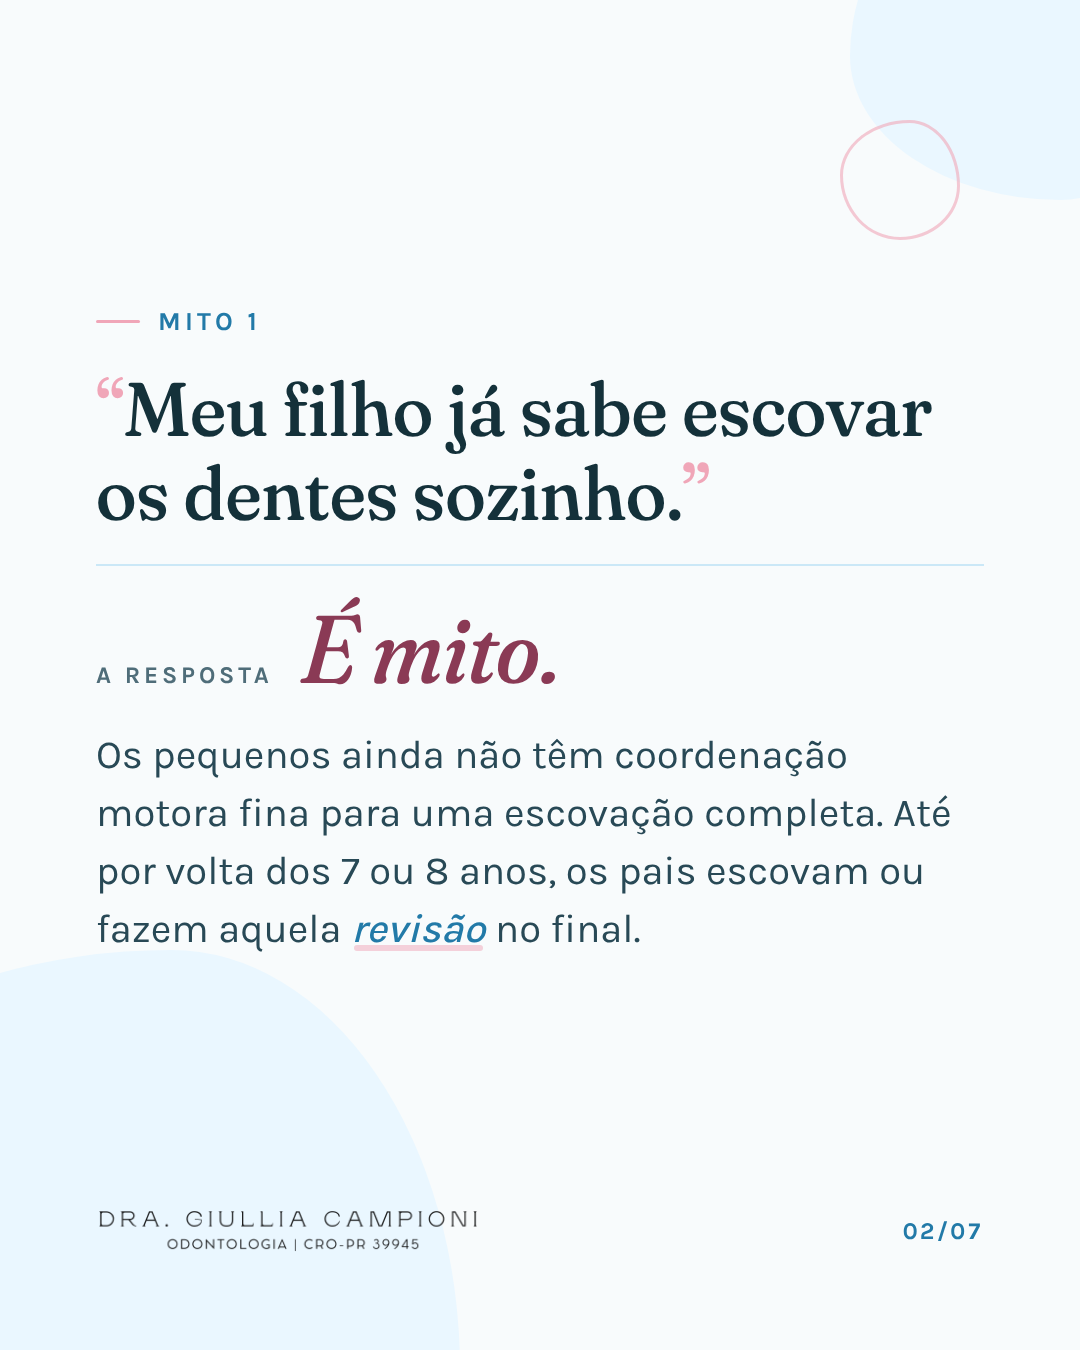 MITO 1
“Meu filho já sabe escovar
os dentes sozinho.”
A RESPOSTA É mito.
Os pequenos ainda não têm coordenação
motora fina para uma escovação completa. Até
por volta dos 7 ou 8 anos, os pais escovam ou
fazem aquela revisão no final.
DRA. GIULLIA CAMPIONI
ODONTOLOGIA | CRO-PR 39945
02/07